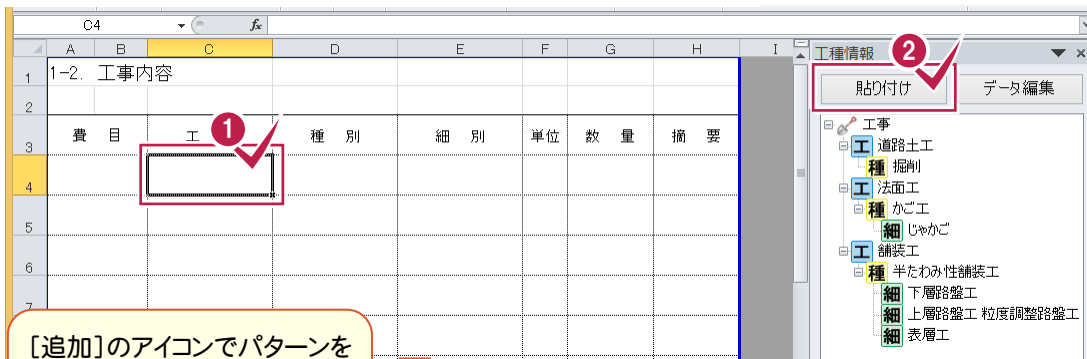 C4 fx
A B C D E F G H I
1 1-2. 工事内容
2
3 費 目 工 種 別 細 別 単位 数 量 摘 要
4
5
6
7
1
2
工種情報
貼り付け データ編集
工事
工 道路土工
種 掘削
工 法面工
種 かご工
細 じゃかご
工 舗装工
種 半たわみ性舗装工
細 下層路盤工
細 上層路盤工 粒度調整路盤工
細 表層工
[追加]のアイコンでパターンを